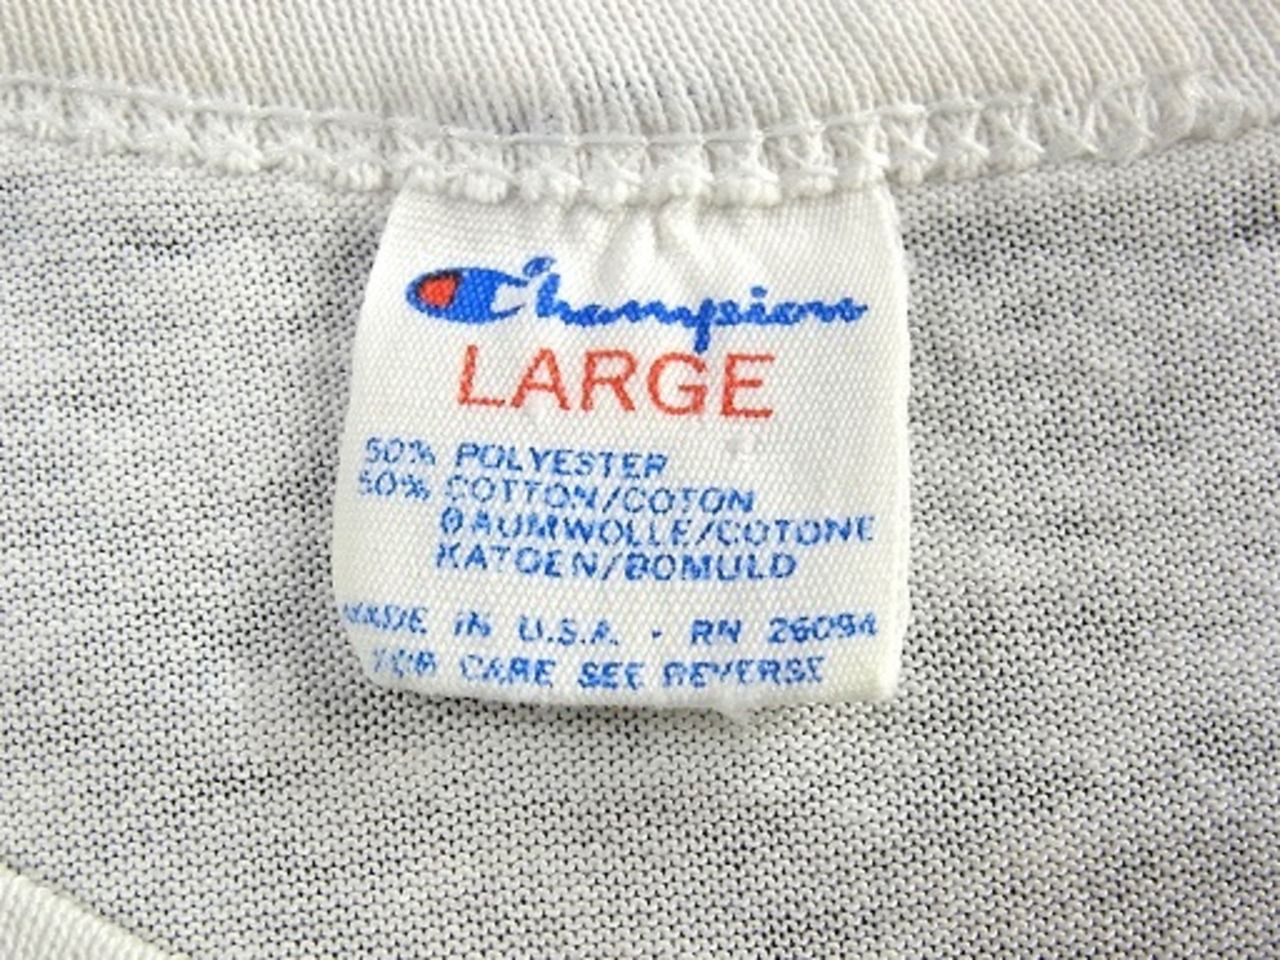 Champion
LARGE
50% POLYESTER
50% COTTON/COTON
BAUMWOLLE/COTONE
KATOEN/BOMULD
MADE IN U.S.A. · RN 26094
FOR CARE SEE REVERSE